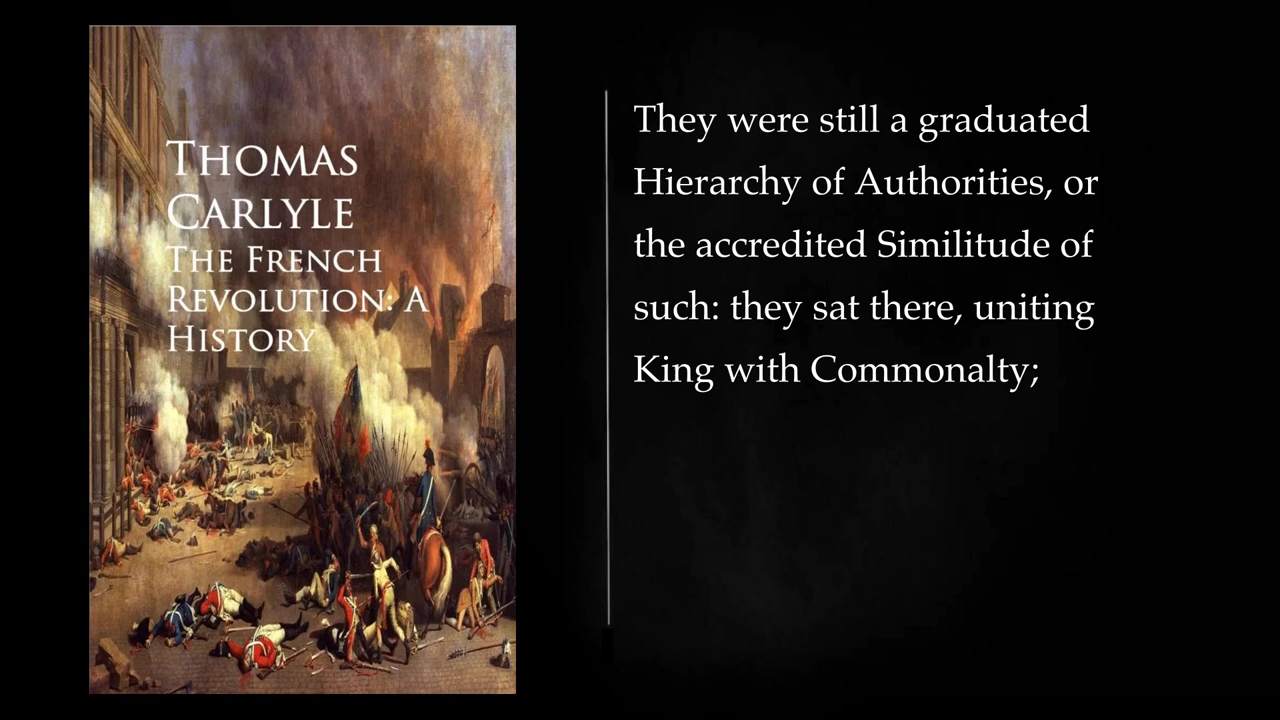 THOMAS
CARLYLE
THE FRENCH
REVOLUTION: A
HISTORY
They were still a graduated
Hierarchy of Authorities, or
the accredited Similitude of
such: they sat there, uniting
King with Commonalty;